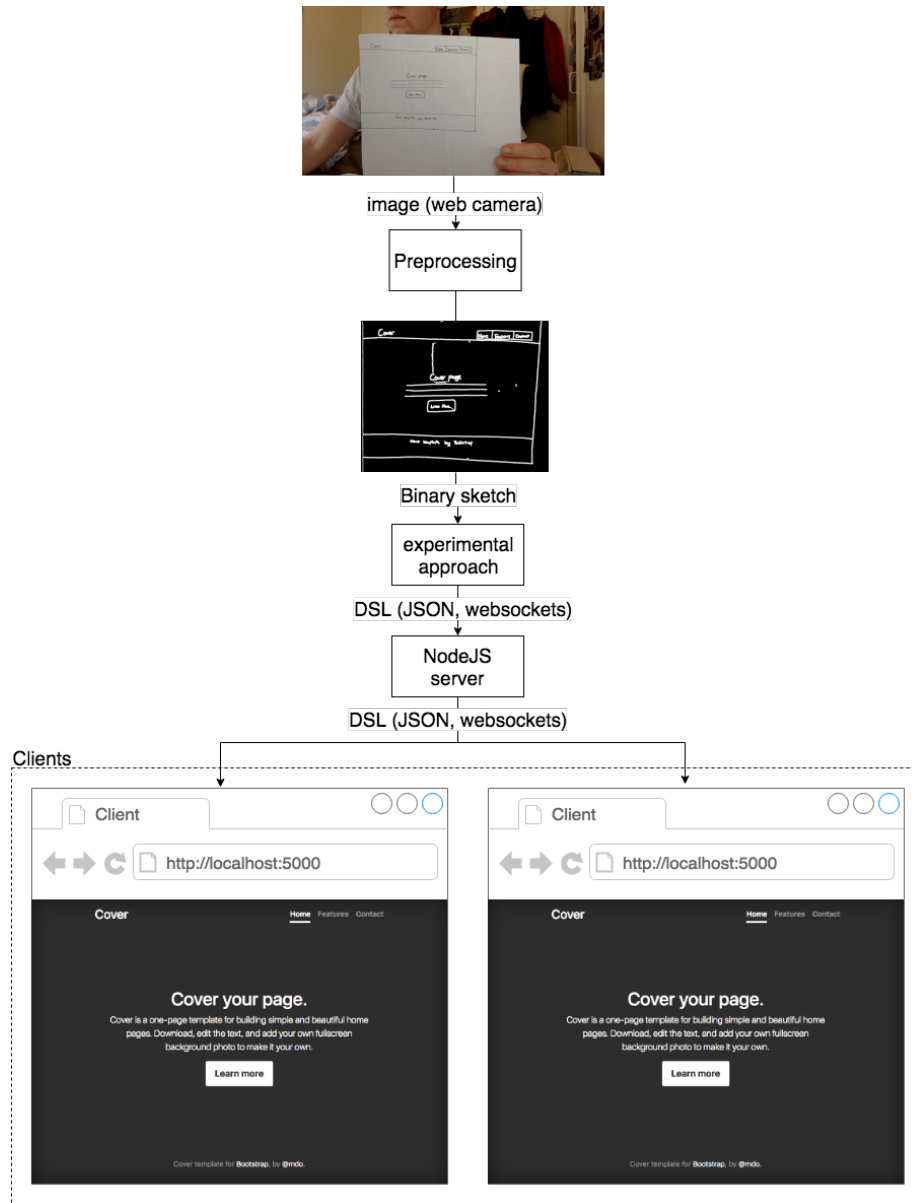 Cover
Cover page
image (web camera)
Preprocessing
Cover
Home Features Contact
Cover page
Learn More
Binary sketch
experimental
approach
DSL (JSON, websockets)
NodeJS
server
DSL (JSON, websockets)
Clients
Client
http://localhost:5000
Cover
Home Features Contact
Cover your page.
Cover is a one-page template for building simple and beautiful home
pages. Download, edit the text, and add your own fullscreen
background photo to make it your own.
Learn more
Cover template for Bootstrap, by @mdo.
Client
http://localhost:5000
Cover
Home Features Contact
Cover your page.
Cover is a one-page template for building simple and beautiful home
pages. Download, edit the text, and add your own fullscreen
background photo to make it your own.
Learn more
Cover template for Bootstrap, by @mdo.